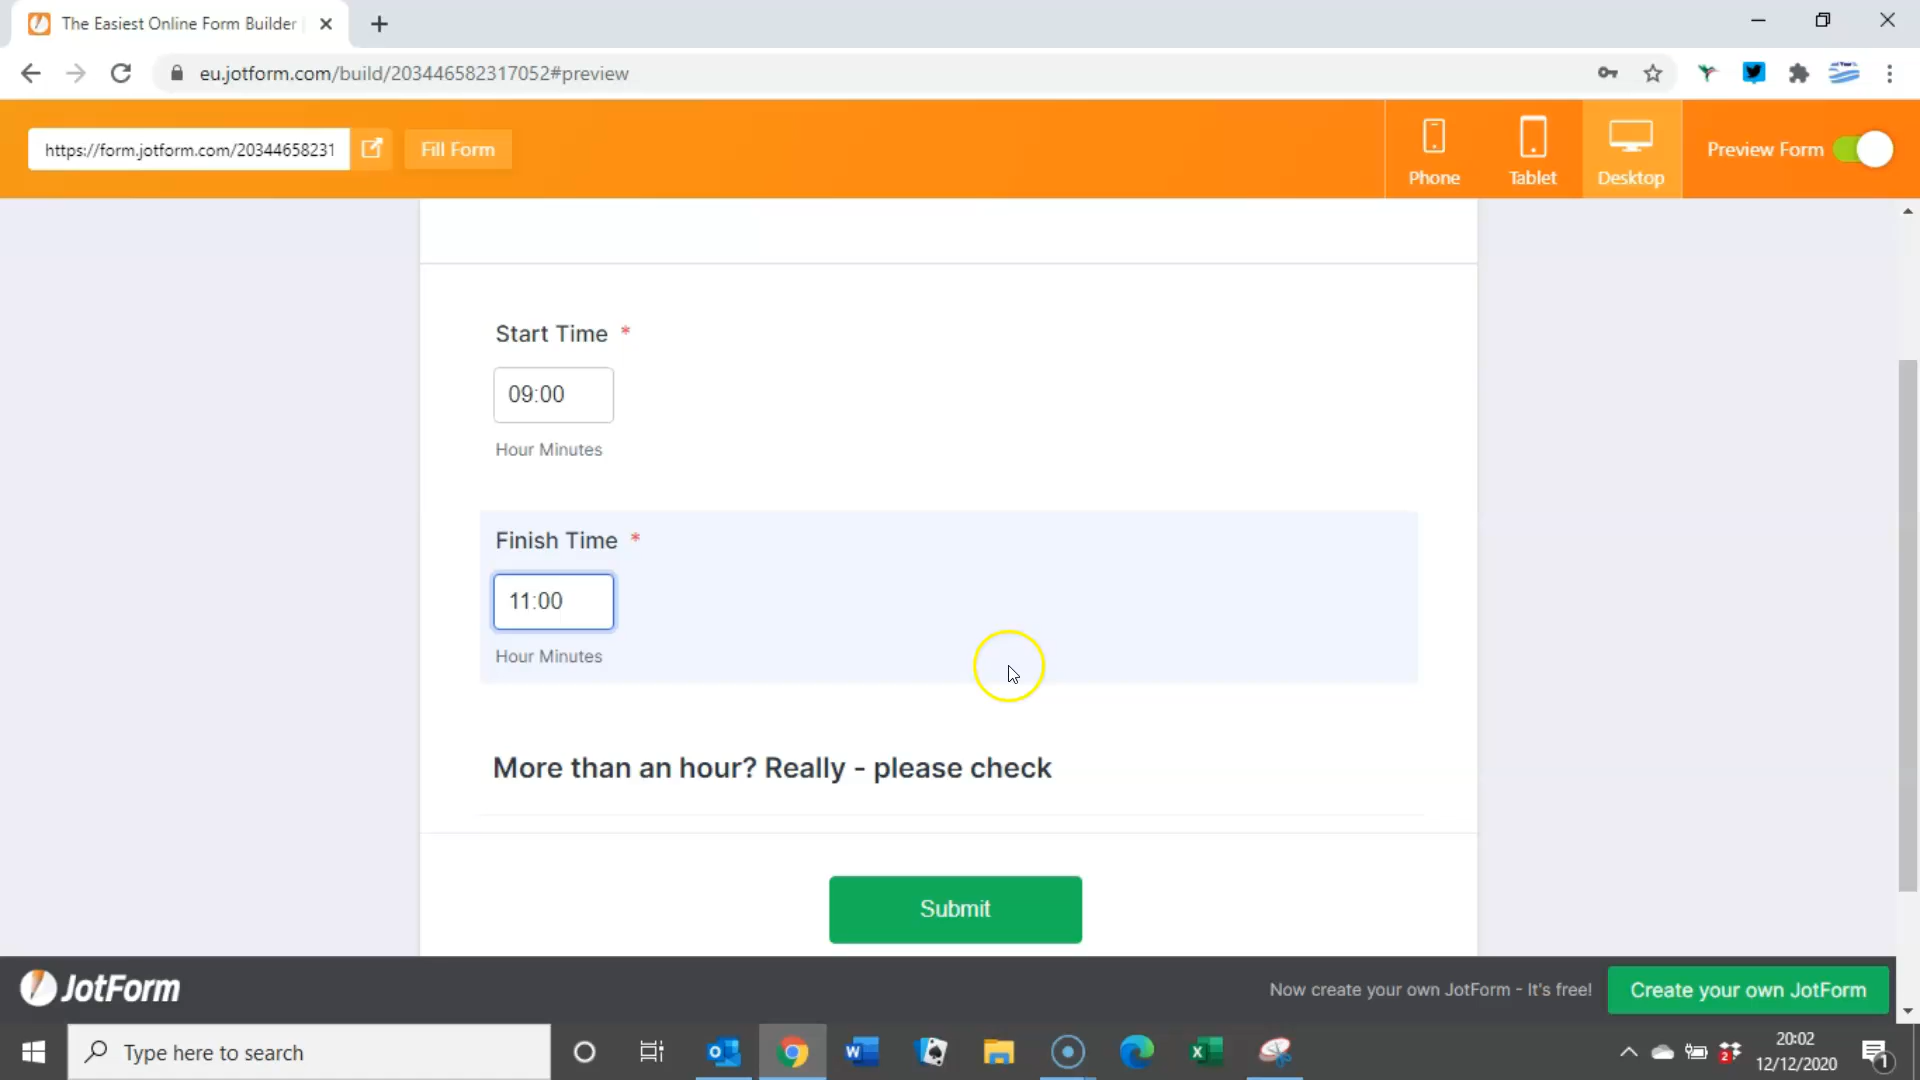 The Easiest Online Form Builder
eu.jotform.com/build/203446582317052#preview
https://form.jotform.com/20344658231
Fill Form
Phone
Tablet
Desktop
Preview Form
Start Time *
09:00
Hour Minutes
Finish Time *
11:00
Hour Minutes
More than an hour? Really - please check
Submit
JotForm
Now create your own JotForm - It's free!
Create your own JotForm
Type here to search
20:02
12/12/2020
2
1